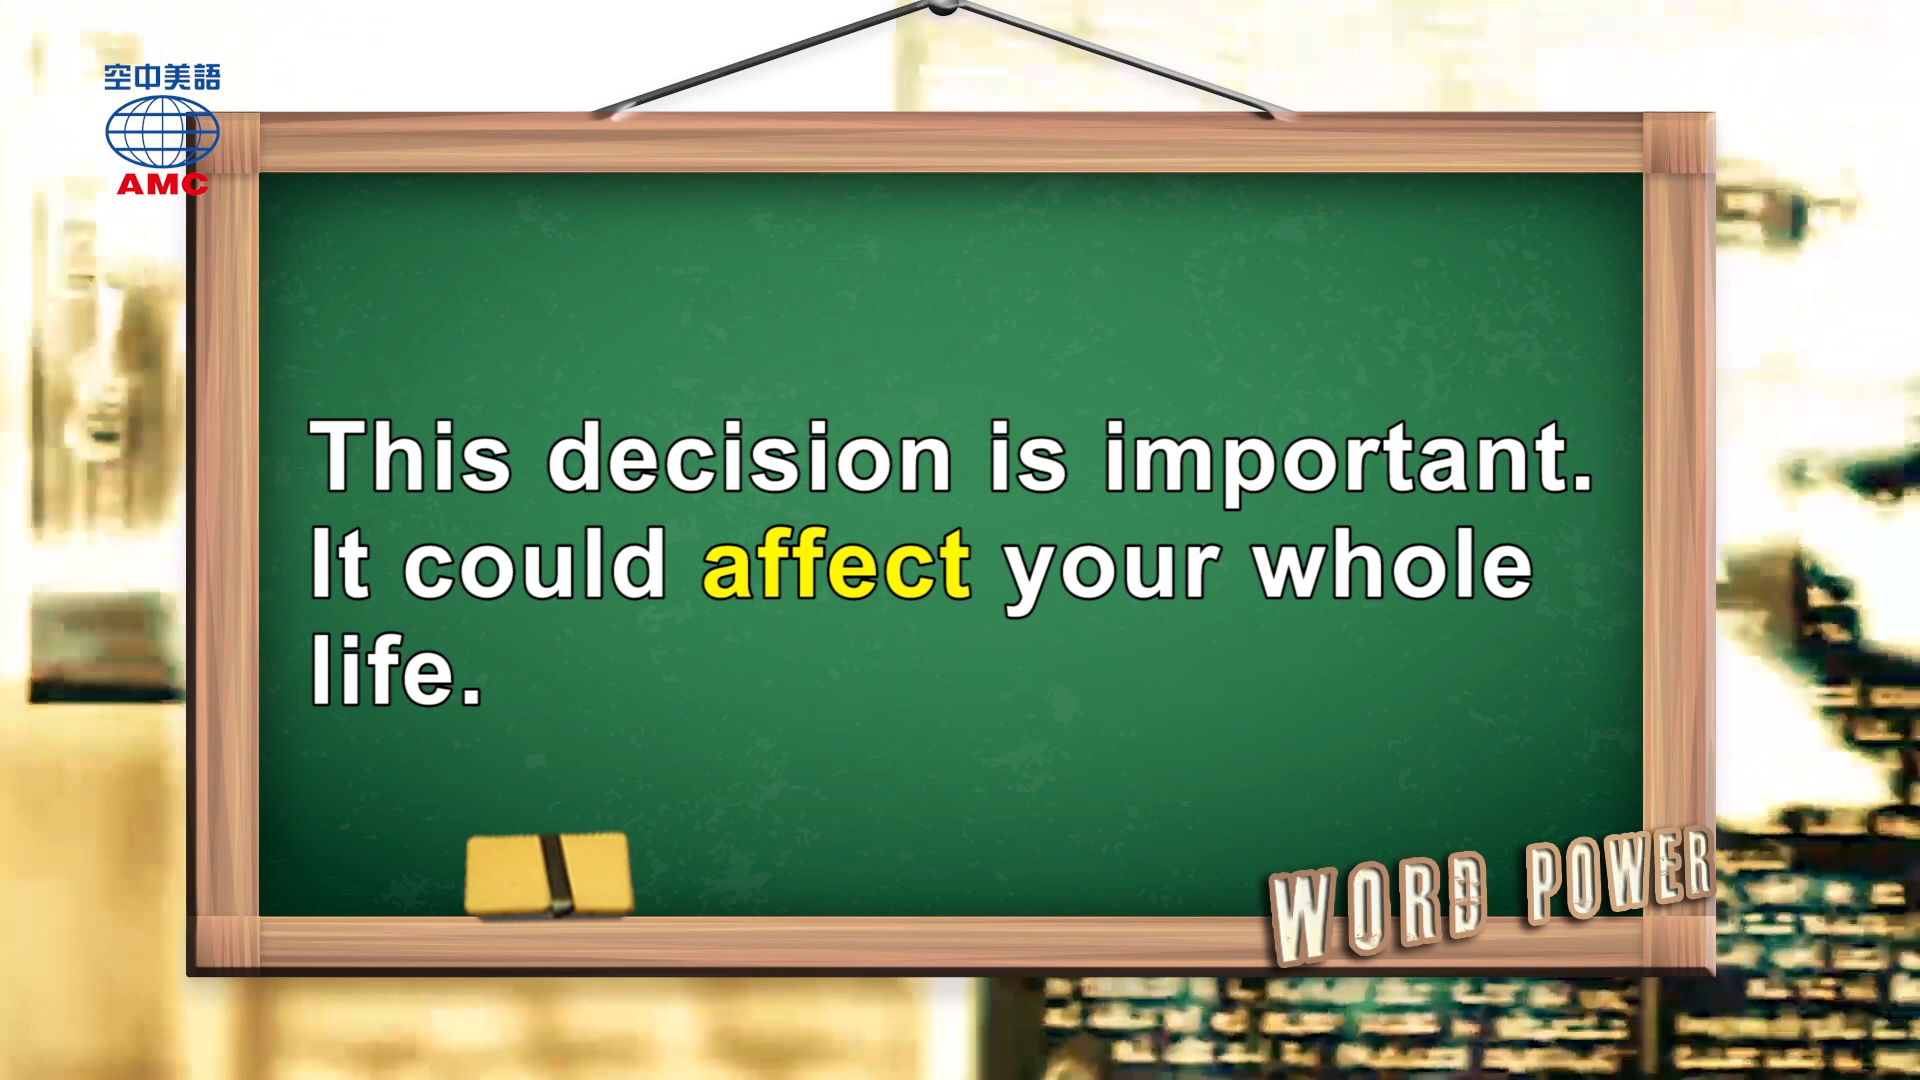 空中美語
AMC
This decision is important.
It could affect your whole
life.
WORD POWER